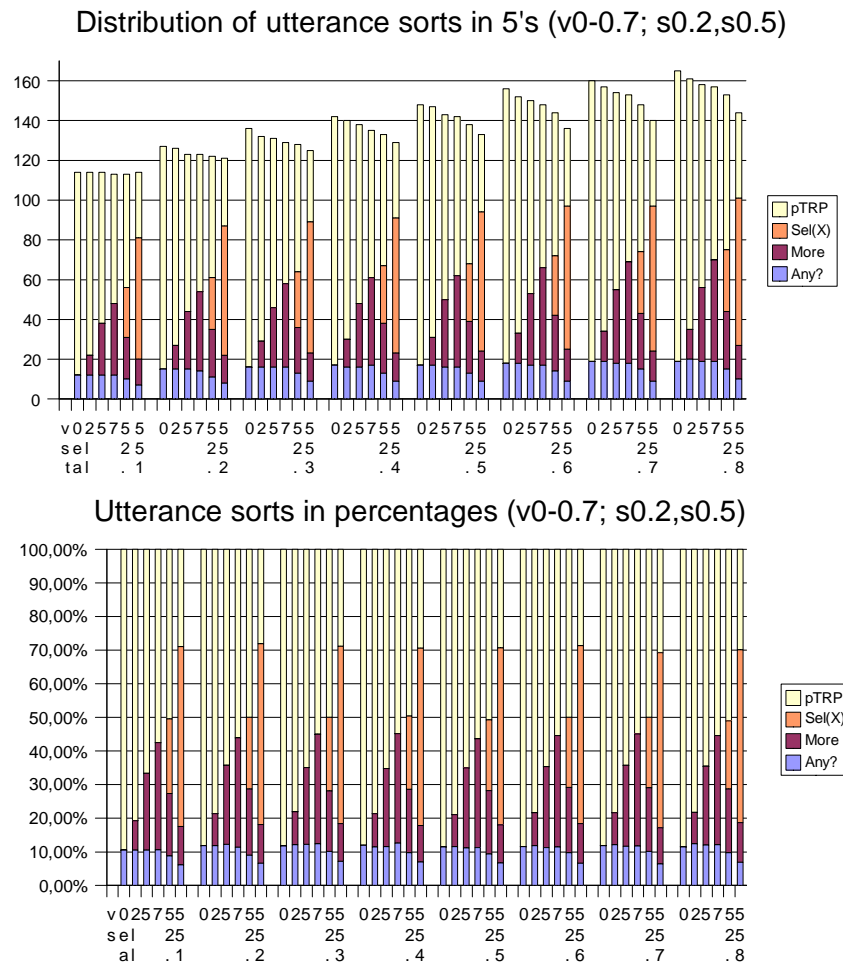 Distribution of utterance sorts in 5's (v0-0.7; s0.2,s0.5)
160
140
120
100
80
60
40
20
0
pTRP
Sel(X)
More
Any?
v 0 2 5 7 5 5 0 2 5 7 5 5 0 2 5 7 5 5 0 2 5 7 5 5 0 2 5 7 5 5 0 2 5 7 5 5 0 2 5 7 5 5 0 2 5 7 5 5
s el 2 5 2 5 2 5 2 5 2 5 2 5 2 5 2 5
t al .1 .2 .3 .4 .5 .6 .7 .8
Utterance sorts in percentages (v0-0.7; s0.2,s0.5)
100,00%
90,00%
80,00%
70,00%
60,00%
50,00%
40,00%
30,00%
20,00%
10,00%
0,00%
pTRP
Sel(X)
More
Any?
v 0 2 5 7 5 5 0 2 5 7 5 5 0 2 5 7 5 5 0 2 5 7 5 5 0 2 5 7 5 5 0 2 5 7 5 5 0 2 5 7 5 5 0 2 5 7 5 5
s el 2 5 2 5 2 5 2 5 2 5 2 5 2 5 2 5
al .1 .2 .3 .4 .5 .6 .7 .8